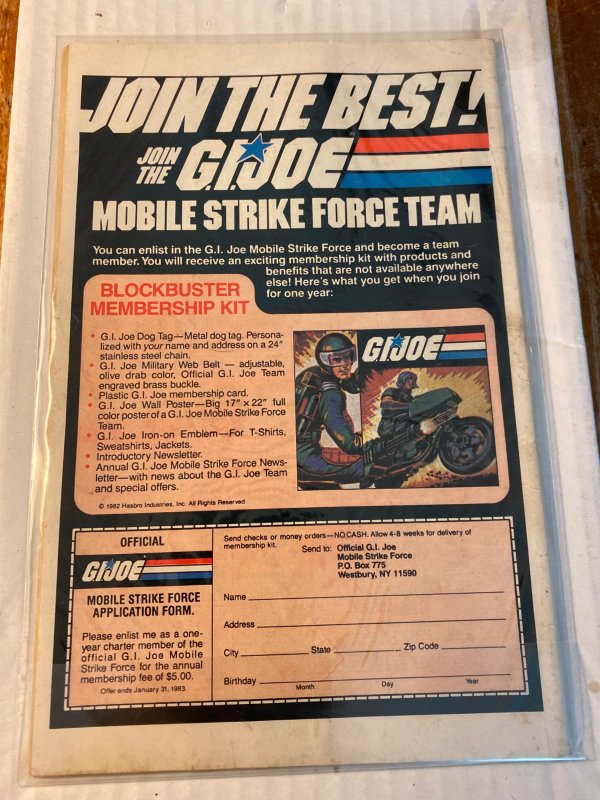 JOIN THE BEST!
JOIN
THE
G.I. JOE®
MOBILE STRIKE FORCE TEAM
You can enlist in the G.I. Joe Mobile Strike Force and become a team
member. You will receive an exciting membership kit with products and
benefits that are not available anywhere
else! Here's what you get when you join
for one year:
BLOCKBUSTER
MEMBERSHIP KIT
• G.I. Joe Dog Tag—Metal dog tag. Persona-
lized with your name and address on a 24"
stainless steel chain.
• G.I. Joe Military Web Belt — adjustable,
olive drab color, Official G.I. Joe Team
engraved brass buckle.
• Plastic G.I. Joe membership card.
• G.I. Joe Wall Poster—Big 17" x 22" full
color poster of a G.I. Joe Mobile Strike Force
Team.
• G.I. Joe Iron-on Emblem—For T-Shirts,
Sweatshirts, Jackets.
• Introductory Newsletter.
• Annual G.I. Joe Mobile Strike Force News-
letter—with news about the G.I. Joe Team
and special offers.
© 1982 Hasbro Industries, Inc. All Rights Reserved
G.I. JOE
OFFICIAL
G.I. JOE
MOBILE STRIKE FORCE
APPLICATION FORM.
Please enlist me as a one-
year charter member of the
official G.I. Joe Mobile
Strike Force for the annual
membership fee of $5.00.
Offer ends January 31, 1983.
Send checks or money orders—NO CASH. Allow 4-8 weeks for delivery of
membership kit.
Send to: Official G.I. Joe
Mobile Strike Force
P.O. Box 775
Westbury, NY 11590
Name
Address
City State Zip Code
Birthday
Month Day Year